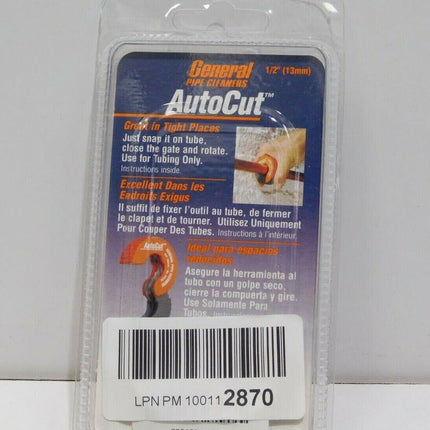 General
PIPE CLEANERS
1/2" (13mm)
AutoCut™
Great in Tight Places
Just snap it on tube,
close the gate and rotate.
Use for Tubing Only.
Instructions inside.
Excellent Dans les
Endroits Exigus
Il suffit de fixer l'outil au tube, de fermer
le clapet et de tourner. Utilisez Uniquement
Pour Couper Des Tubes. Instructions à l'intérieur.
AutoCut
Ideal para espacios
reducidos
Asegure la herramienta al
tubo con un golpe seco,
cierre la compuerta y gire.
Use Solamente Para
Tubos.
LPN PM 10011 2870